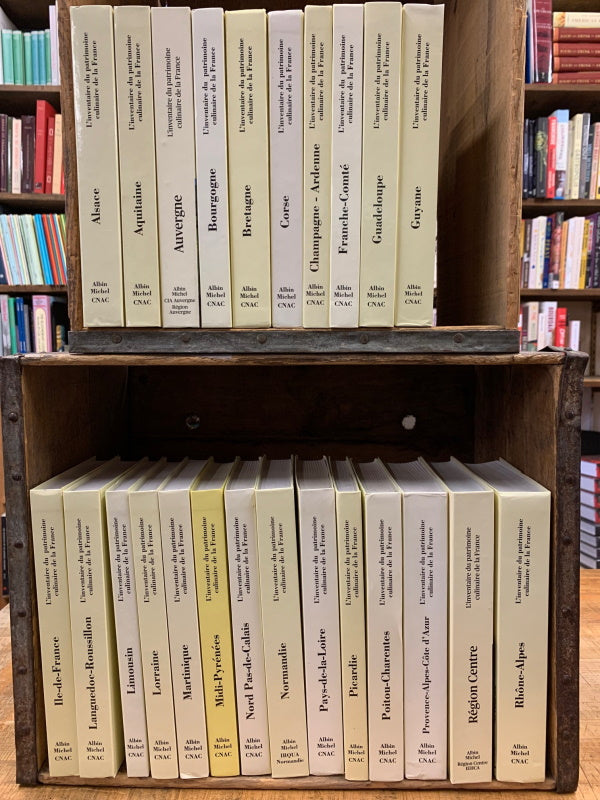 L'inventaire du patrimoine
culinaire de la France
Alsace
Albin
Michel
CNAC
L'inventaire du patrimoine
culinaire de la France
Aquitaine
Albin
Michel
CNAC
L'inventaire du patrimoine
culinaire de la France
Auvergne
Albin
Michel
CIA Auvergne
Région
Auvergne
L'inventaire du patrimoine
culinaire de la France
Bourgogne
Albin
Michel
CNAC
L'inventaire du patrimoine
culinaire de la France
Bretagne
Albin
Michel
CNAC
L'inventaire du patrimoine
culinaire de la France
Corse
Albin
Michel
CNAC
L'inventaire du patrimoine
culinaire de la France
Champagne - Ardenne
Albin
Michel
CNAC
L'inventaire du patrimoine
culinaire de la France
Franche-Comté
Albin
Michel
CNAC
L'inventaire du patrimoine
culinaire de la France
Guadeloupe
Albin
Michel
CNAC
L'inventaire du patrimoine
culinaire de la France
Guyane
Albin
Michel
CNAC
L'inventaire du patrimoine
culinaire de la France
Ile-de-France
Albin
Michel
CNAC
L'inventaire du patrimoine
culinaire de la France
Languedoc-Roussillon
Albin
Michel
CNAC
L'inventaire du patrimoine
culinaire de la France
Limousin
Albin
Michel
CNAC
L'inventaire du patrimoine
culinaire de la France
Lorraine
Albin
Michel
CNAC
L'inventaire du patrimoine
culinaire de la France
Martinique
Albin
Michel
CNAC
L'inventaire du patrimoine
culinaire de la France
Midi-Pyrénées
Albin
Michel
CNAC
L'inventaire du patrimoine
culinaire de la France
Nord Pas-de-Calais
Albin
Michel
CNAC
L'inventaire du patrimoine
culinaire de la France
Normandie
Albin
Michel
IRQUA
Normandie
L'inventaire du patrimoine
culinaire de la France
Pays-de-la-Loire
Albin
Michel
CNAC
L'inventaire du patrimoine
culinaire de la France
Picardie
Albin
Michel
CNAC
L'inventaire du patrimoine
culinaire de la France
Poitou-Charentes
Albin
Michel
CNAC
L'inventaire du patrimoine
culinaire de la France
Provence-Alpes-Côte d'Azur
Albin
Michel
CNAC
L'inventaire du patrimoine
culinaire de la France
Région Centre
Albin
Michel
Région Centre
L'inventaire du patrimoine
culinaire de la France
Rhône-Alpes
Albin
Michel
CNAC